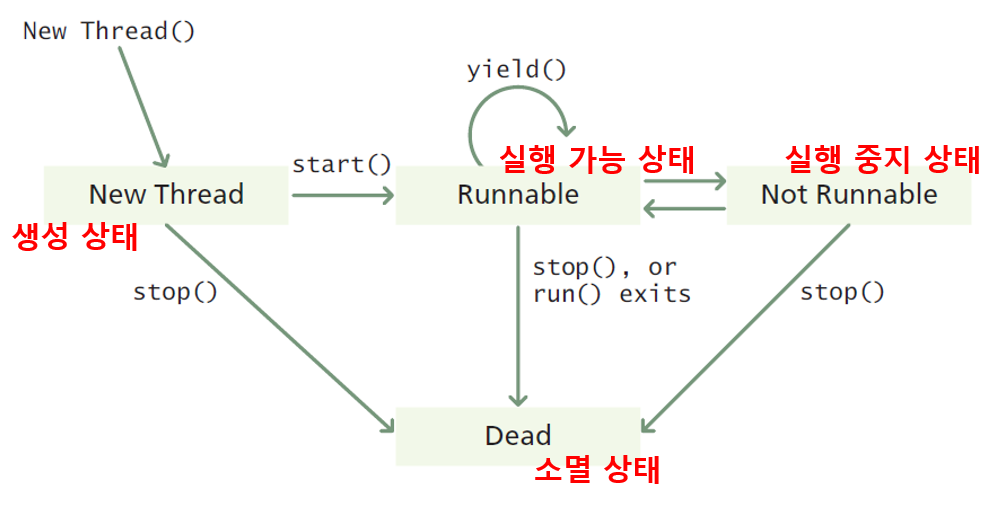 New Thread()
yield()
start()
실행 가능 상태
실행 중지 상태
New Thread
Runnable
Not Runnable
생성 상태
stop()
stop(), or
run() exits
stop()
Dead
소멸 상태